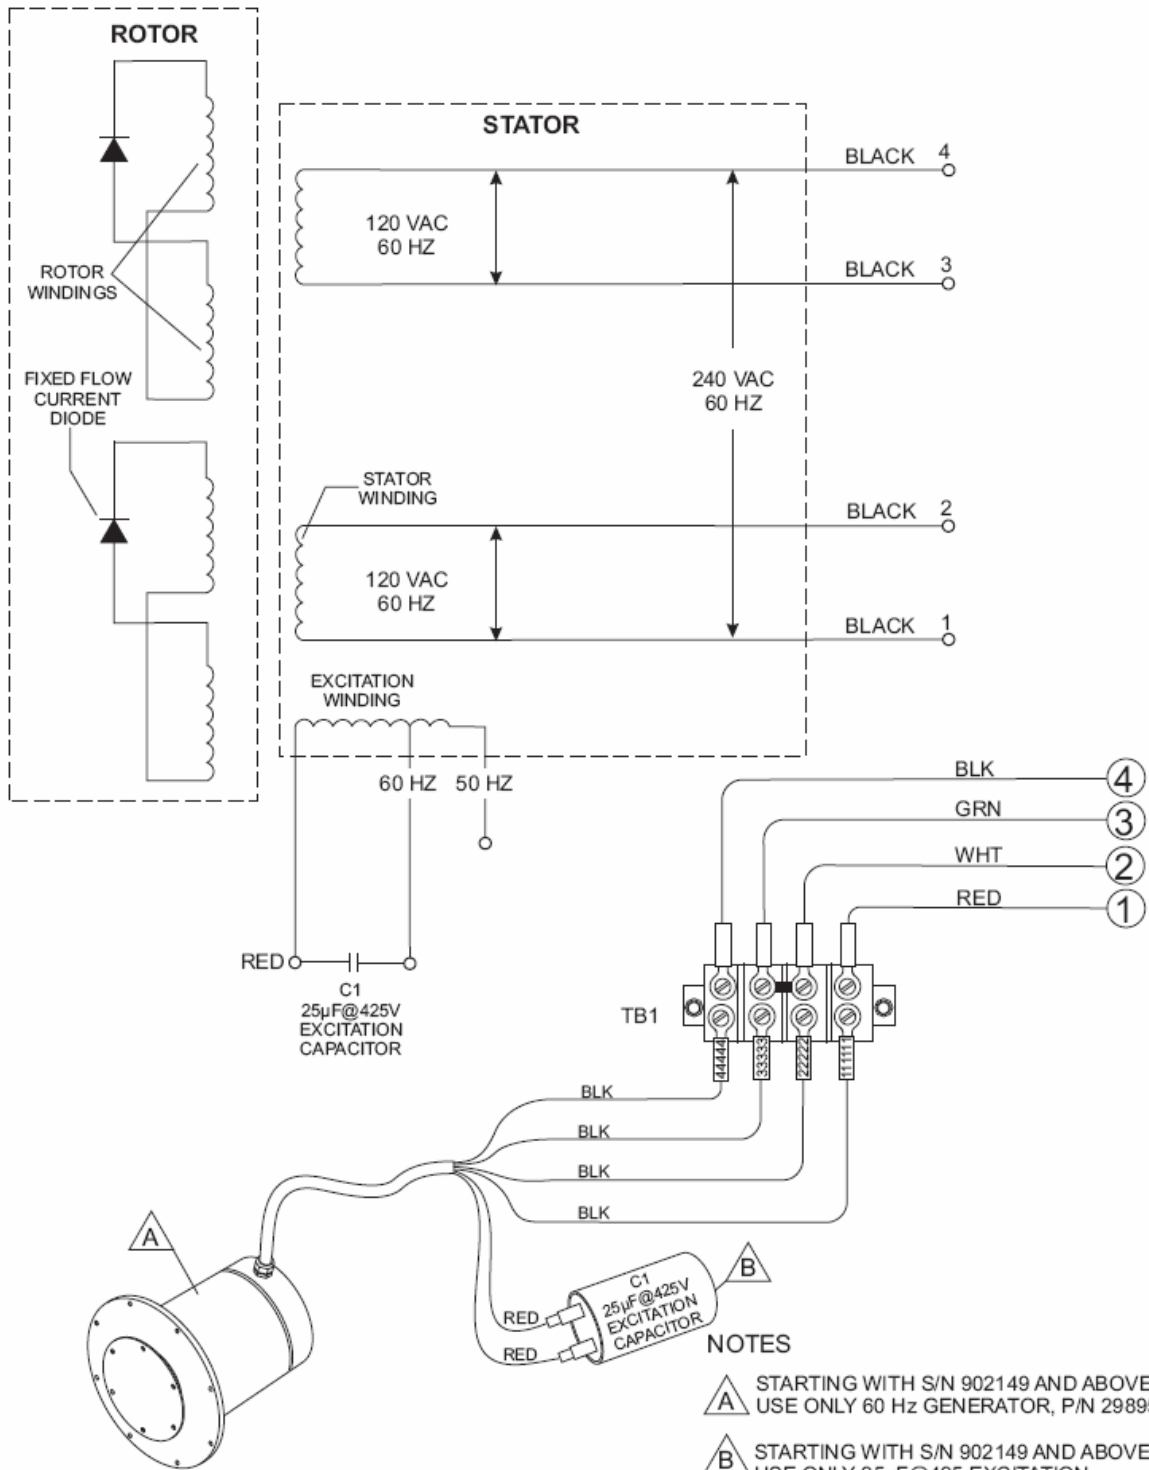 ROTOR
ROTOR
WINDINGS
FIXED FLOW
CURRENT
DIODE
STATOR
120 VAC
60 HZ
BLACK 4
BLACK 3
240 VAC
60 HZ
STATOR
WINDING
120 VAC
60 HZ
BLACK 2
BLACK 1
EXCITATION
WINDING
60 HZ 50 HZ
RED
C1
25µF@425V
EXCITATION
CAPACITOR
BLK 4
GRN 3
WHT 2
RED 1
TB1
44444 33333 22222 11111
BLK
BLK
BLK
BLK
A
B
C1
25µF@425V
EXCITATION
CAPACITOR
RED
RED
NOTES
A STARTING WITH S/N 902149 AND ABOVE
USE ONLY 60 Hz GENERATOR, P/N 2989
B STARTING WITH S/N 902149 AND ABOVE
USE ONLY EXCITATION